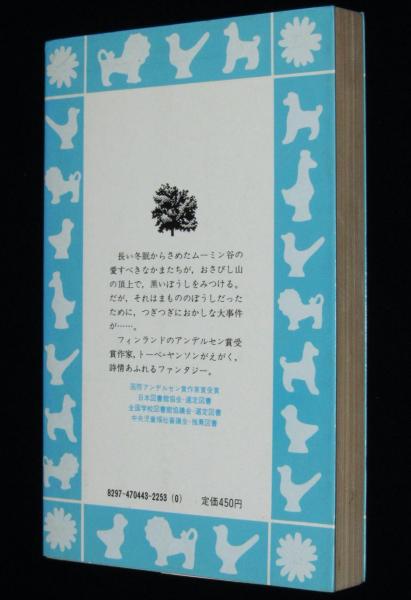 長い冬眠からさめたムーミン谷の
愛すべきなかまたちが，おさびし山
の頂上で，黒いぼうしをみつける。
だが，それはまもののぼうしだった
ために，つぎつぎにおかしな大事件
が……。
フィンランドのアンデルセン賞受
賞作家，トーベ・ヤンソンがえがく，
詩情あふれるファンタジー。
国際アンデルセン賞作家賞受賞
日本図書館協会・選定図書
全国学校図書館協議会・選定図書
中央児童福祉審議会・推薦図書
8297-470443-2253 (0)
定価450円